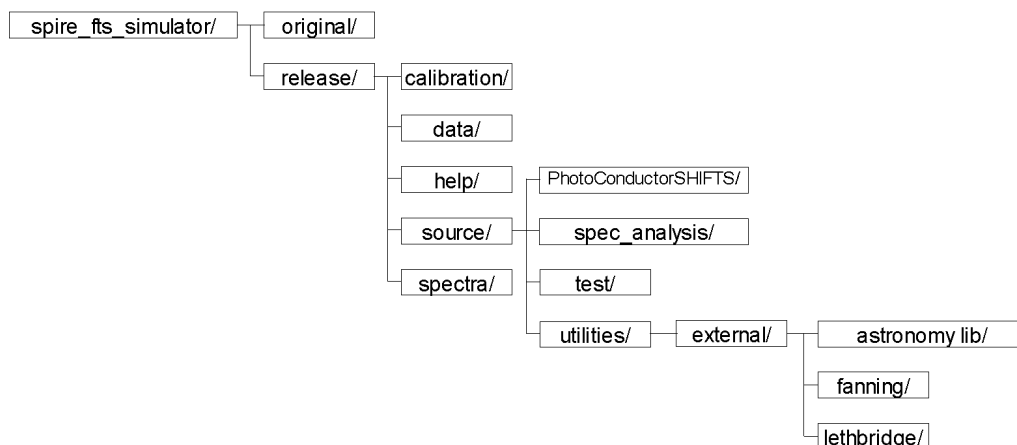 spire_fts_simulator/ original/
release/ calibration/
data/
help/ PhotoConductorSHIFTS/
source/ spec_analysis/
spectra/ test/
utilities/ external/ astronomy lib/
fanning/
lethbridge/